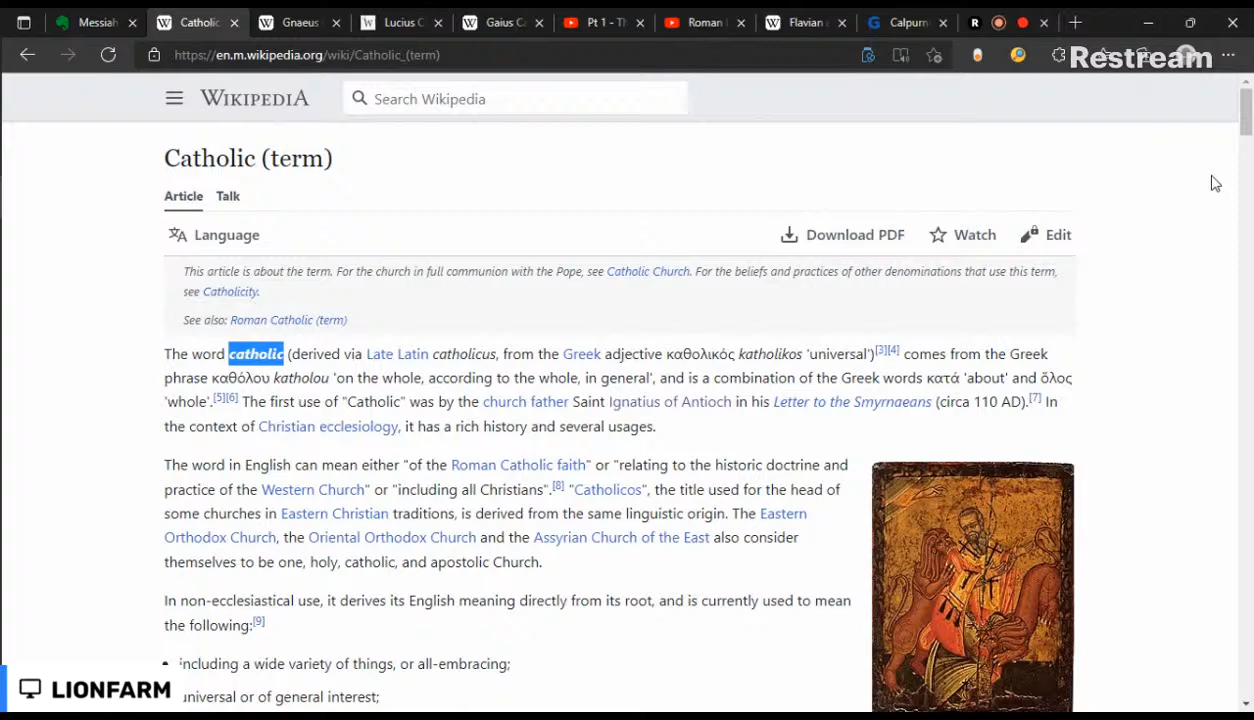 Messiah
Catholic
Gnaeus
Lucius C
Gaius Ca
Pt 1 - Th
Roman
Flavian
Calpurn
https://en.m.wikipedia.org/wiki/Catholic_(term)
Restream
WIKIPEDIA
Search Wikipedia
Catholic (term)
Article Talk
Language
Download PDF
Watch
Edit
This article is about the term. For the church in full communion with the Pope, see Catholic Church. For the beliefs and practices of other denominations that use this term,
see Catholicity.
See also: Roman Catholic (term)
The word catholic (derived via Late Latin catholicus, from the Greek adjective καθολικός katholikos 'universal')[3][4] comes from the Greek
phrase καθόλου katholou 'on the whole, according to the whole, in general', and is a combination of the Greek words κατά 'about' and ὅλος
'whole'.[5][6] The first use of "Catholic" was by the church father Saint Ignatius of Antioch in his Letter to the Smyrnaeans (circa 110 AD).[7] In
the context of Christian ecclesiology, it has a rich history and several usages.
The word in English can mean either "of the Roman Catholic faith" or "relating to the historic doctrine and
practice of the Western Church" or "including all Christians".[8] "Catholicos", the title used for the head of
some churches in Eastern Christian traditions, is derived from the same linguistic origin. The Eastern
Orthodox Church, the Oriental Orthodox Church and the Assyrian Church of the East also consider
themselves to be one, holy, catholic, and apostolic Church.
In non-ecclesiastical use, it derives its English meaning directly from its root, and is currently used to mean
the following:[9]
including a wide variety of things, or all-embracing;
universal or of general interest;
LIONFARM